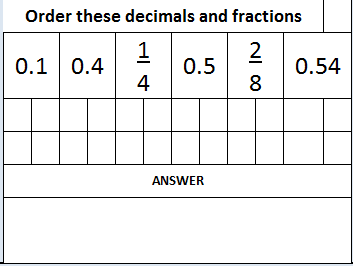 Order these decimals and fractions
0.1 0.4 1/4 0.5 2/8 0.54
ANSWER